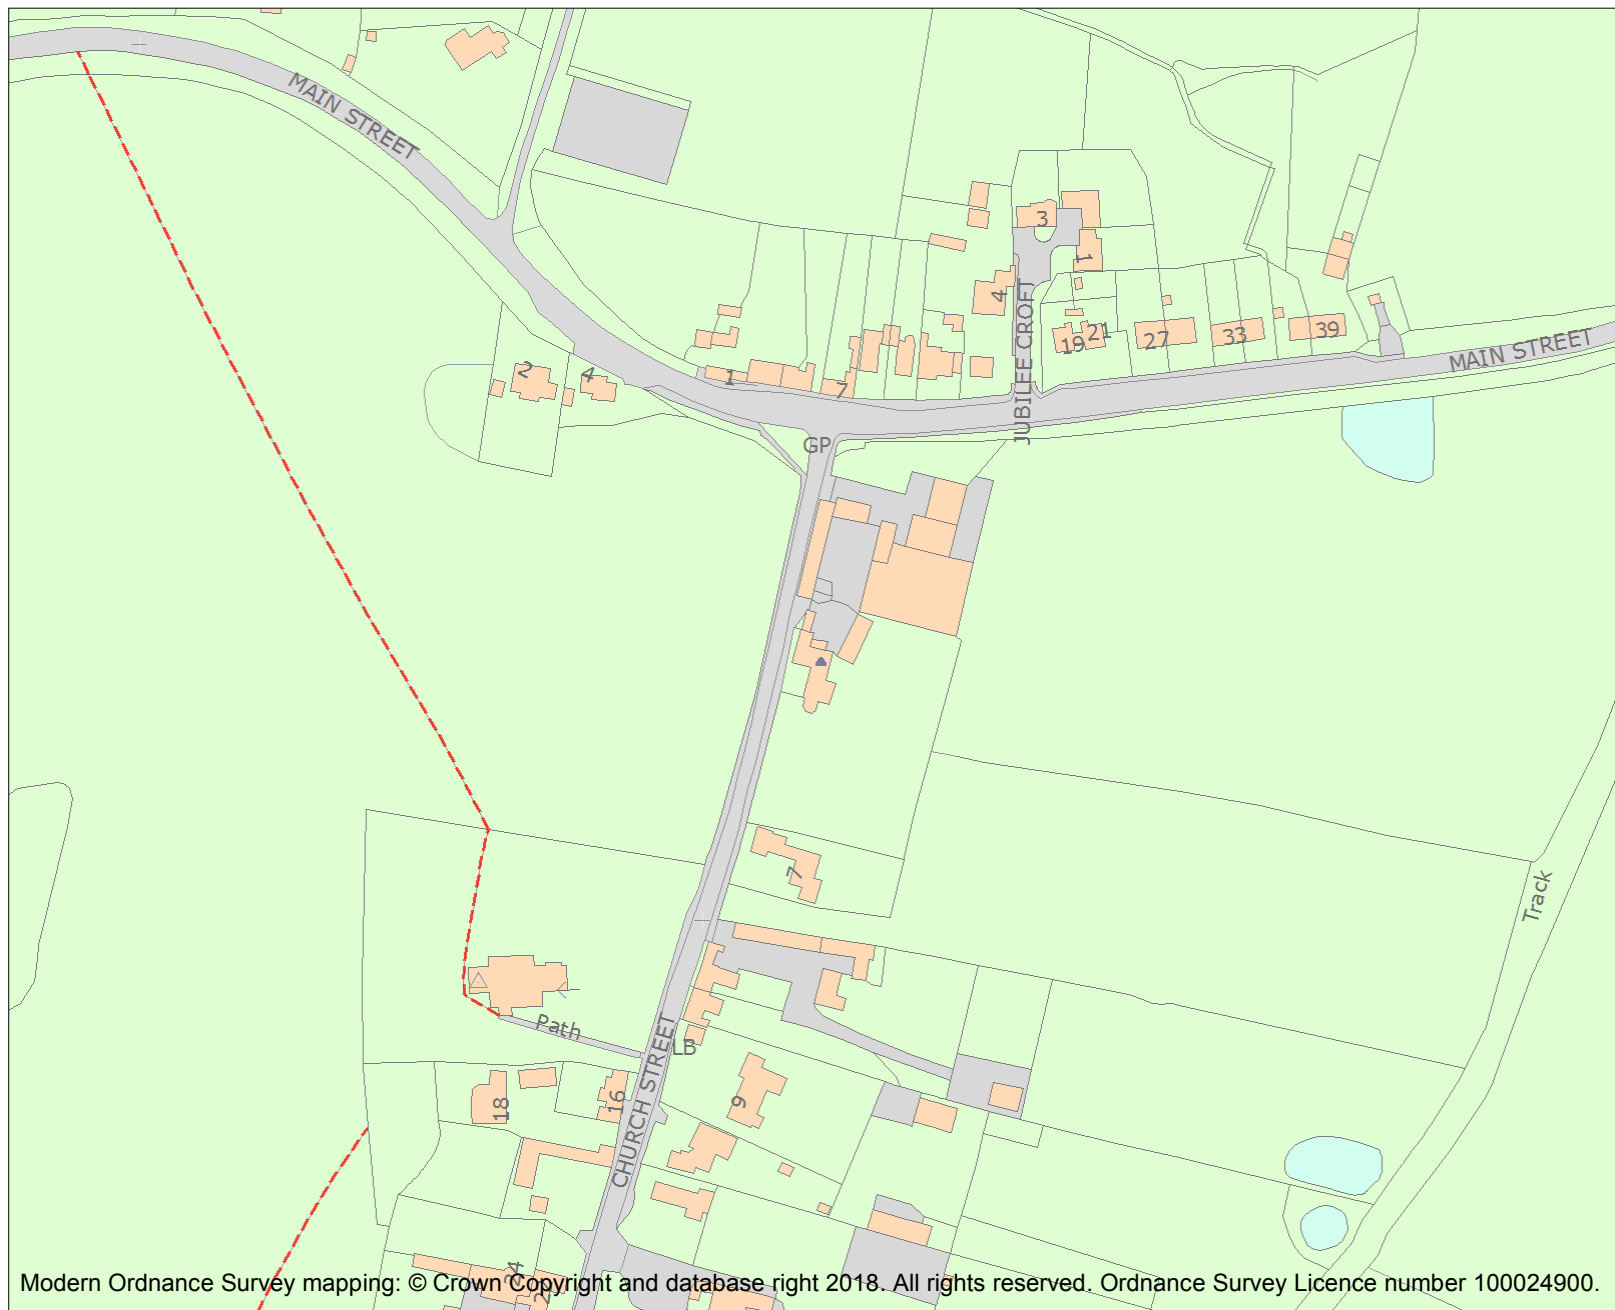 MAIN STREET
3
1
4
JUBILEE CROFT
19
21
27
33
39
MAIN STREET
2
4
1
7
GP
7
Track
Path
LB
CHURCH STREET
18
16
9
24
Modern Ordnance Survey mapping: © Crown Copyright and database right 2018. All rights reserved. Ordnance Survey Licence number 100024900.